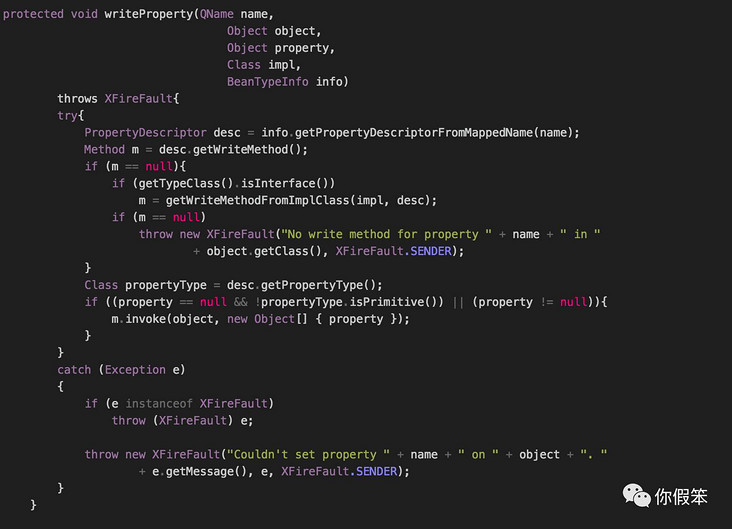 protected void writeProperty(QName name,
                                 Object object,
                                 Object property,
                                 Class impl,
                                 BeanTypeInfo info)
        throws XFireFault{
        try{
            PropertyDescriptor desc = info.getPropertyDescriptorFromMappedName(name);
            Method m = desc.getWriteMethod();
            if (m == null){
                if (getTypeClass().isInterface())
                    m = getWriteMethodFromImplClass(impl, desc);
                if (m == null)
                    throw new XFireFault("No write method for property " + name + " in "
                            + object.getClass(), XFireFault.SENDER);
            }
            Class propertyType = desc.getPropertyType();
            if ((property == null && !propertyType.isPrimitive()) || (property != null)){
                m.invoke(object, new Object[] { property });
            }
        }
        catch (Exception e)
        {
            if (e instanceof XFireFault)
                throw (XFireFault) e;
            throw new XFireFault("Couldn't set property " + name + " on " + object + ". "
                    + e.getMessage(), e, XFireFault.SENDER);
        }
    }
你假笨